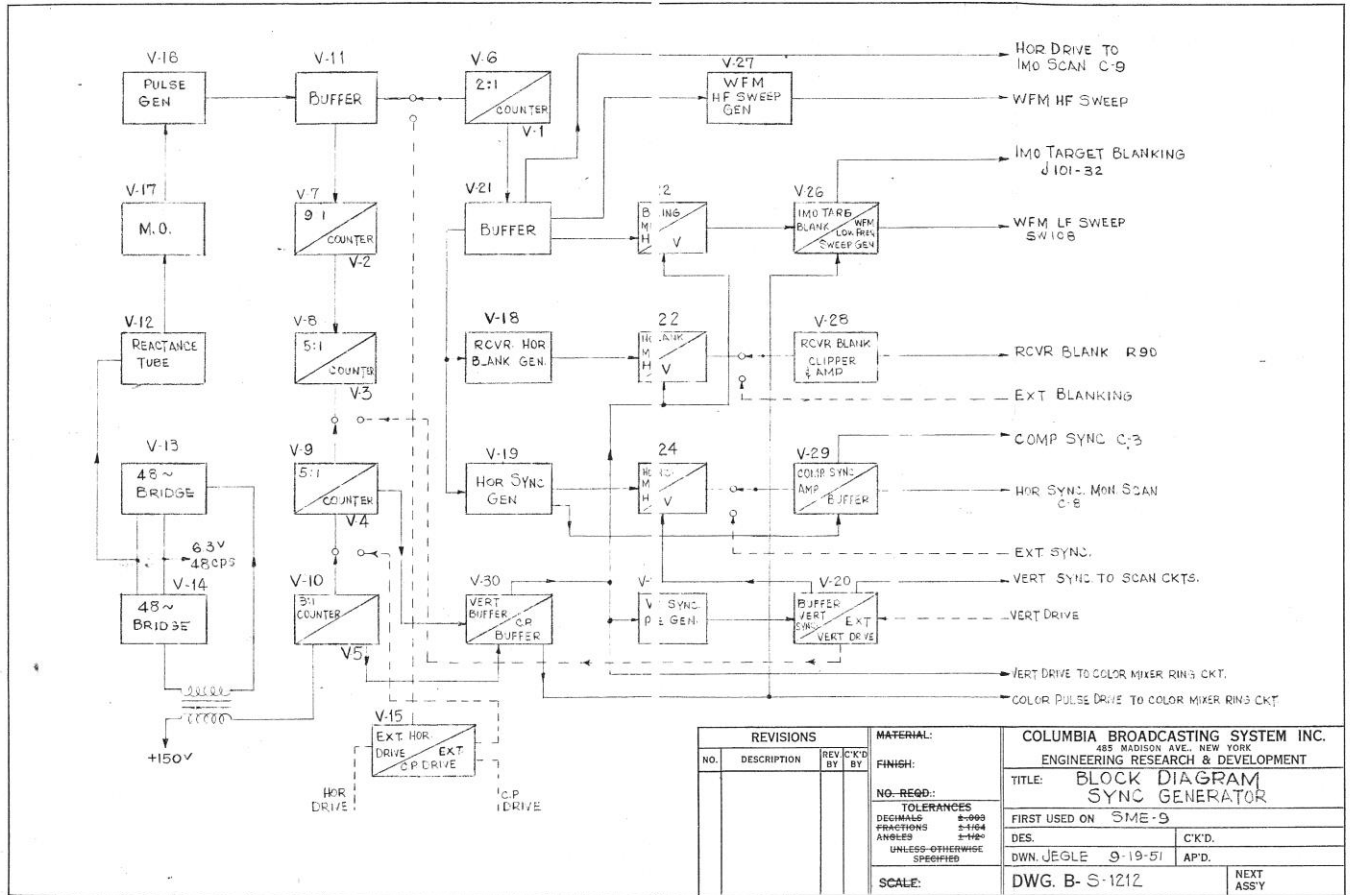 V-16
PULSE
GEN
V-11
BUFFER
V-6
2:1
COUNTER
V-1
V-27
WFM
HF SWEEP
GEN
HOR DRIVE TO
IMO SCAN C-9
WFM HF SWEEP
IMO TARGET BLANKING
J101-32
V-17
M.O.
V-7
9 1
COUNTER
V-2
V-21
BUFFER
2
M
H V
V-26
IMO TARG
BLANK
WFM
LOW FREQ
SWEEP GEN
WFM LF SWEEP
SW108
V-12
REACTANCE
TUBE
V-8
5:1
COUNTER
V-3
V-18
RCVR. HOR
BLANK GEN.
22
M
H V
V-28
RCVR BLANK
CLIPPER
& AMP
RCVR BLANK R90
EXT BLANKING
V-13
48~
BRIDGE
V-9
5:1
COUNTER
V-4
V-19
HOR SYNC
GEN
24
M
H V
V-29
COMP SYNC
AMP
BUFFER
COMP SYNC C-3
HOR SYNC. MON. SCAN
C-8
6.3V
48CPS
EXT SYNC.
V-14
48~
BRIDGE
V-10
3:1
COUNTER
V-5
V-30
VERT
BUFFER
C.P.
BUFFER
V-
V SYNC
GEN.
V-20
BUFFER
VERT
SYNC
EXT
VERT DRIVE
VERT SYNC TO SCAN CKTS.
VERT DRIVE
VERT DRIVE TO COLOR MIXER RING CKT.
COLOR PULSE DRIVE TO COLOR MIXER RING CKT
+150V
V-15
EXT. HOR.
DRIVE
EXT
C.P DRIVE
HOR
DRIVE
C.P
DRIVE
REVISIONS
NO. DESCRIPTION REV. BY C'K'D BY
MATERIAL:
FINISH:
NO. REQD.:
TOLERANCES
DECIMALS ±.003
FRACTIONS ±1/64
ANGLES ±1/2°
UNLESS OTHERWISE
SPECIFIED
SCALE:
COLUMBIA BROADCASTING SYSTEM INC.
485 MADISON AVE., NEW YORK
ENGINEERING RESEARCH & DEVELOPMENT
TITLE: BLOCK DIAGRAM
SYNC GENERATOR
FIRST USED ON SME-9
DES. C'K'D.
DWN. JEGLE 9-19-51 AP'D.
DWG. B- S-1212 NEXT ASS'Y